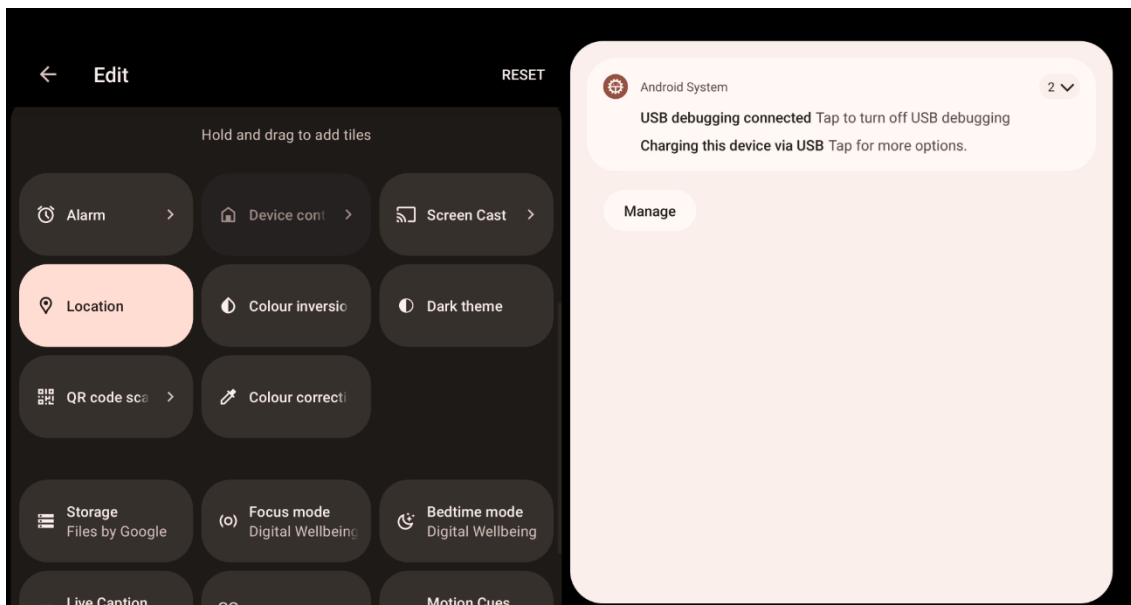 Edit
RESET
Hold and drag to add tiles
Alarm
Device cont
Screen Cast
Location
Colour inversio
Dark theme
QR code sca
Colour correcti
Storage
Files by Google
Focus mode
Digital Wellbeing
Bedtime mode
Digital Wellbeing
Live Caption
Motion Cues
Android System
2
USB debugging connected Tap to turn off USB debugging
Charging this device via USB Tap for more options.
Manage